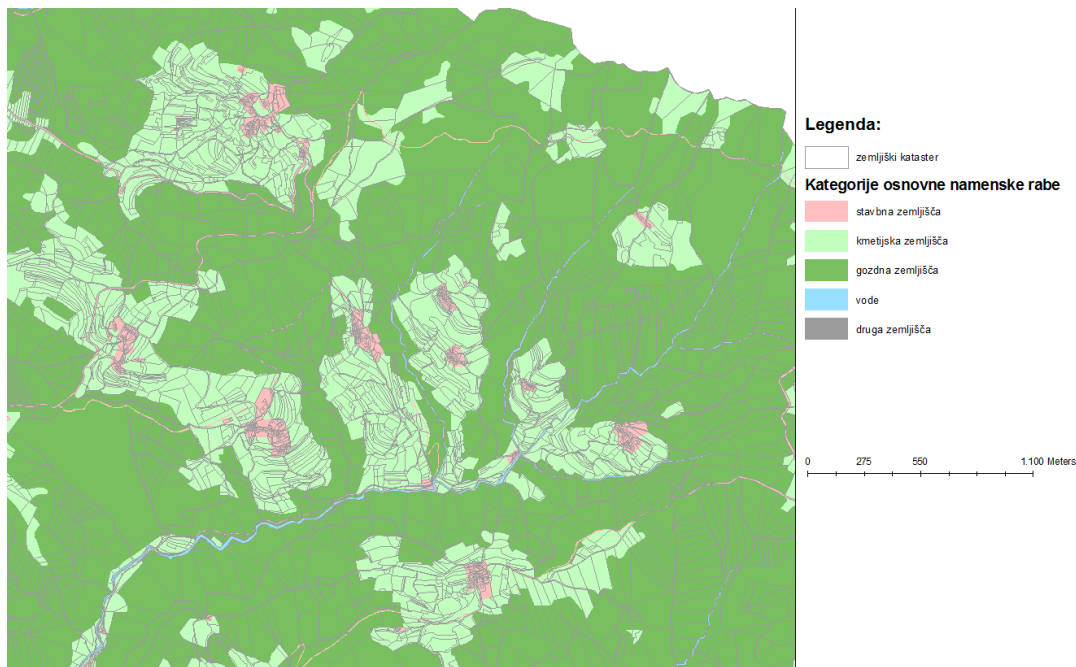 Legenda:
zemljiški kataster
Kategorije osnovne namenske rabe
stavbna zemljišča
kmetijska zemljišča
gozdna zemljišča
vode
druga zemljišča
0 275 550 1.100 Meters